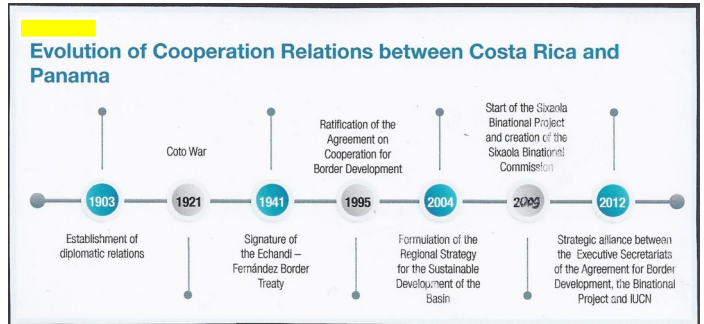 Evolution of Cooperation Relations between Costa Rica and
Panama
1903
Establishment of
diplomatic relations
Coto War
1921
1941
Signature of
the Echandi –
Fernández Border
Treaty
Ratification of the
Agreement on
Cooperation for
Border Development
1995
2004
Formulation of the
Regional Strategy
for the Sustainable
Development of the
Basin
Start of the Sixaola
Binational Project
and creation of the
Sixaola Binational
Commission
2009
2012
Strategic alliance between
the Executive Secretariats
of the Agreement for Border
Development, the Binational
Project and IUCN